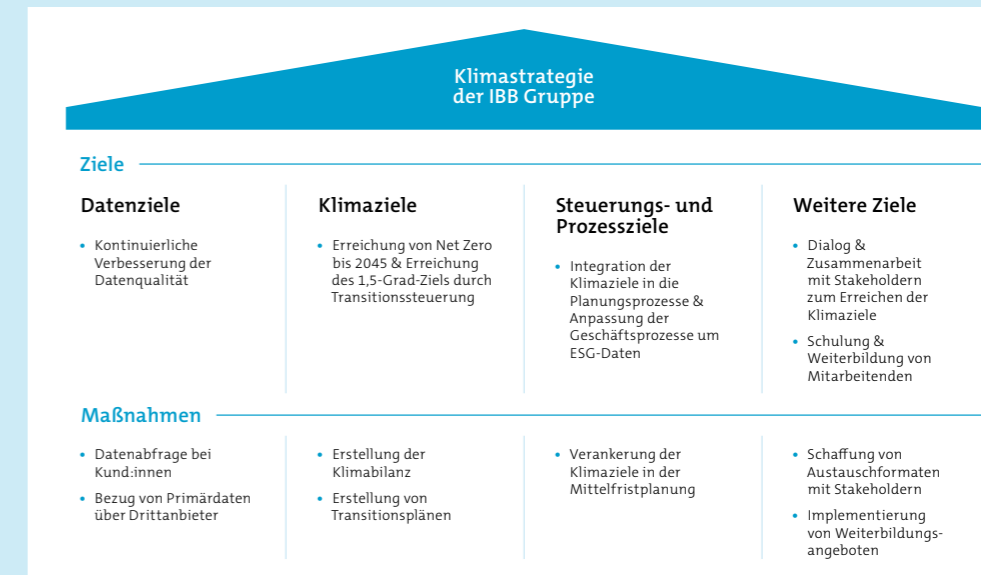 Klimastrategie
der IBB Gruppe
Ziele
Datenziele
• Kontinuierliche
Verbesserung der
Datenqualität
Klimaziele
• Erreichung von Net Zero
bis 2045 & Erreichung
des 1,5-Grad-Ziels durch
Transitionssteuerung
Steuerungs- und
Prozessziele
• Integration der
Klimaziele in die
Planungsprozesse &
Anpassung der
Geschäftsprozesse um
ESG-Daten
Weitere Ziele
• Dialog &
Zusammenarbeit
mit Stakeholdern
zum Erreichen der
Klimaziele
• Schulung &
Weiterbildung von
Mitarbeitenden
Maßnahmen
• Datenabfrage bei
Kund:innen
• Bezug von Primärdaten
über Drittanbieter
• Erstellung der
Klimabilanz
• Erstellung von
Transitionsplänen
• Verankerung der
Klimaziele in der
Mittelfristplanung
• Schaffung von
Austauschformaten
mit Stakeholdern
• Implementierung
von Weiterbildungs-
angeboten